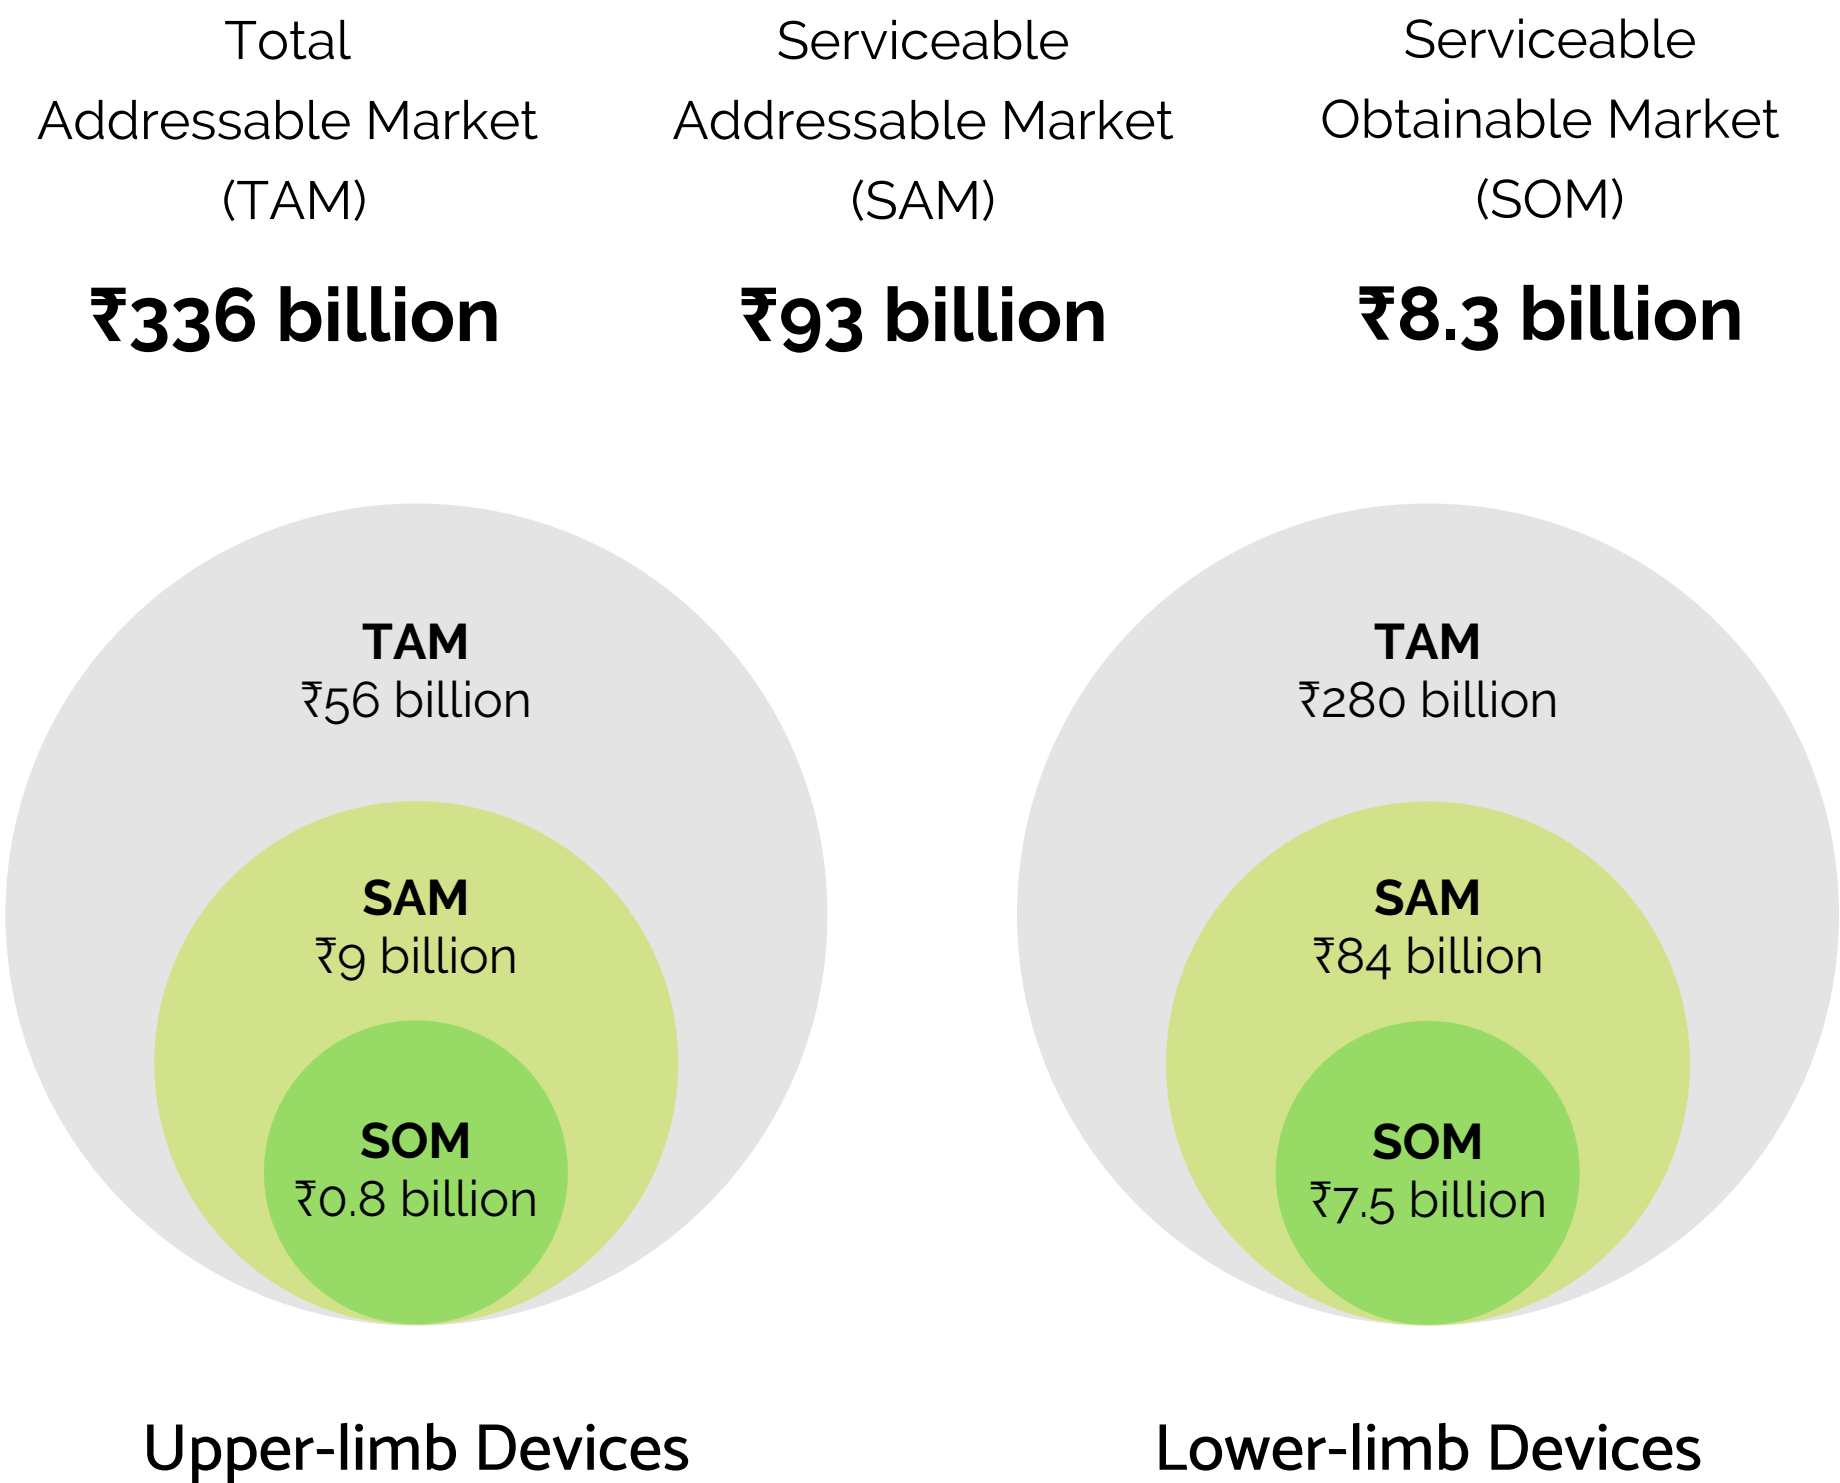 Total
Addressable Market
(TAM)
₹336 billion
Serviceable
Addressable Market
(SAM)
₹93 billion
Serviceable
Obtainable Market
(SOM)
₹8.3 billion
TAM
₹56 billion
SAM
₹9 billion
SOM
₹0.8 billion
Upper-limb Devices
TAM
₹280 billion
SAM
₹84 billion
SOM
₹7.5 billion
Lower-limb Devices